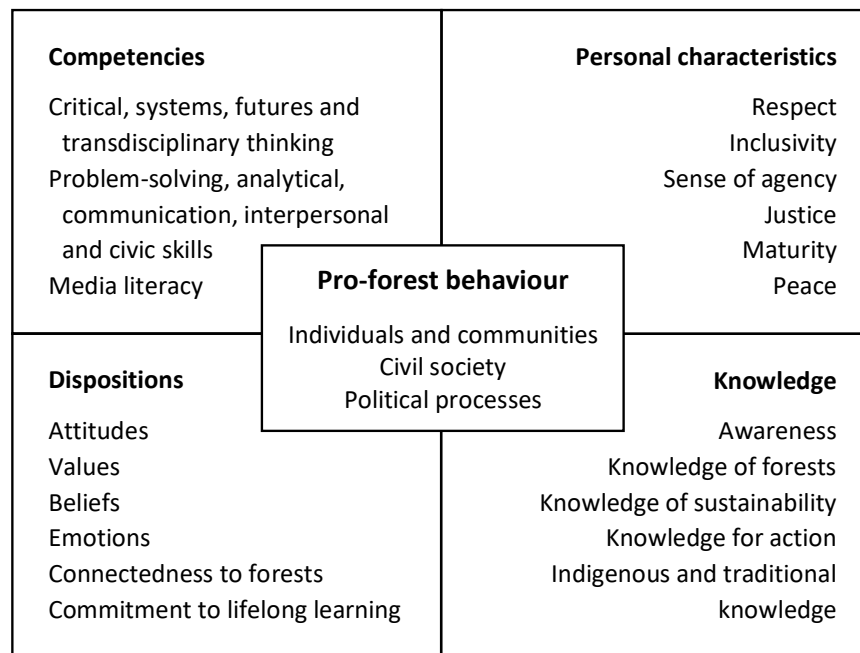 Competencies
Critical, systems, futures and
transdisciplinary thinking
Problem-solving, analytical,
communication, interpersonal
and civic skills
Media literacy
Personal characteristics
Respect
Inclusivity
Sense of agency
Justice
Maturity
Peace
Pro-forest behaviour
Individuals and communities
Civil society
Political processes
Dispositions
Attitudes
Values
Beliefs
Emotions
Connectedness to forests
Commitment to lifelong learning
Knowledge
Awareness
Knowledge of forests
Knowledge of sustainability
Knowledge for action
Indigenous and traditional
knowledge